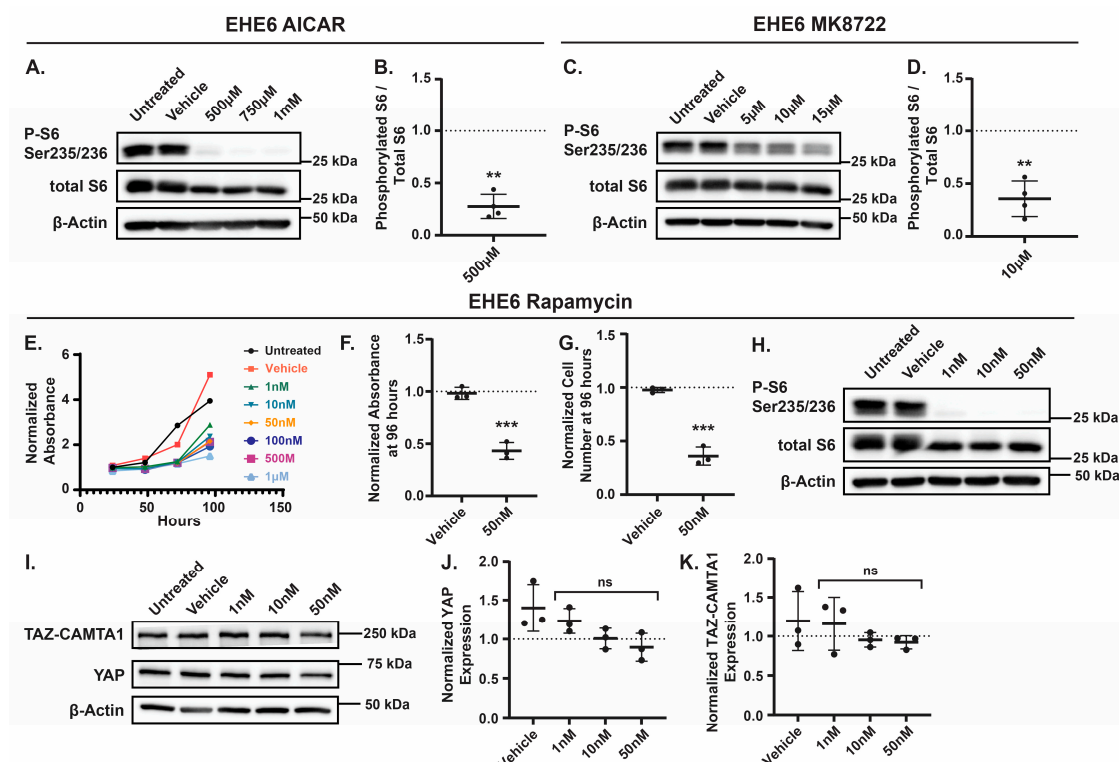 EHE6 AICAR
EHE6 MK8722
A.
Untreated
Vehicle
500µM
750µM
1mM
P-S6
Ser235/236
25 kDa
total S6
25 kDa
β-Actin
50 kDa
B.
Phosphorylated S6 /
Total S6
1.5
1.0
0.5
0.0
**
500µM
C.
Untreated
Vehicle
5µM
10µM
15µM
P-S6
Ser235/236
25 kDa
total S6
25 kDa
β-Actin
50 kDa
D.
Phosphorylated S6 /
Total S6
1.5
1.0
0.5
0.0
**
10µM
EHE6 Rapamycin
E.
Normalized
Absorbance
6
4
2
0
0
50
100
150
Hours
Untreated
Vehicle
1nM
10nM
50nM
100nM
500M
1µM
F.
Normalized Absorbance
at 96 hours
1.5
1.0
0.5
0.0
***
Vehicle
50nM
G.
Normalized Cell
Number at 96 hours
1.5
1.0
0.5
0.0
***
Vehicle
50nM
H.
Untreated
Vehicle
1nM
10nM
50nM
P-S6
Ser235/236
25 kDa
total S6
25 kDa
β-Actin
50 kDa
I.
Untreated
Vehicle
1nM
10nM
50nM
TAZ-CAMTA1
250 kDa
YAP
75 kDa
β-Actin
50 kDa
J.
Normalized YAP
Expression
2.0
1.5
1.0
0.5
0.0
ns
Vehicle
1nM
10nM
50nM
K.
Normalized TAZ-CAMTA1
Expression
2.0
1.5
1.0
0.5
0.0
ns
Vehicle
1nM
10nM
50nM